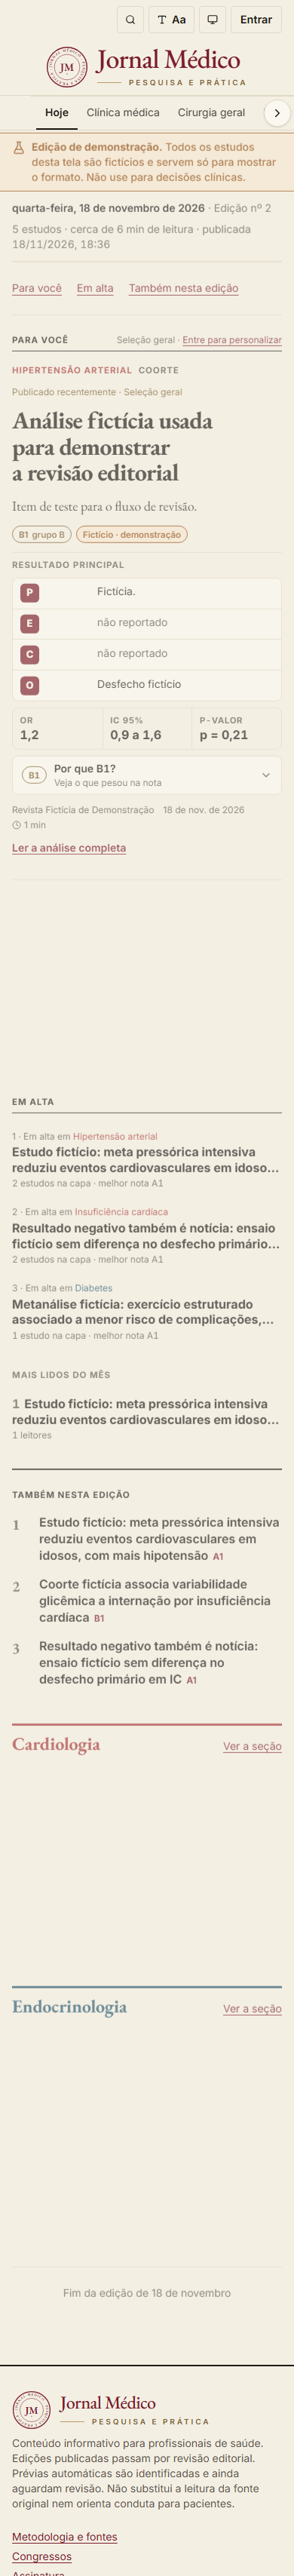 Aa
Entrar
JM
Jornal Médico
PESQUISA E PRÁTICA
Hoje
Clínica médica
Cirurgia geral
Edição de demonstração. Todos os estudos
desta tela são fictícios e servem só para mostrar
o formato. Não use para decisões clínicas.
quarta-feira, 18 de novembro de 2026 · Edição nº 2
5 estudos · cerca de 6 min de leitura · publicada
18/11/2026, 18:36
Para você
Em alta
Também nesta edição
PARA VOCÊ
Seleção geral · Entre para personalizar
HIPERTENSÃO ARTERIAL COORTE
Publicado recentemente · Seleção geral
Análise fictícia usada
para demonstrar
a revisão editorial
Item de teste para o fluxo de revisão.
B1 grupo B
Fictício · demonstração
RESULTADO PRINCIPAL
P Fictícia.
E não reportado
C não reportado
O Desfecho fictício
OR
1,2
IC 95%
0,9 a 1,6
P-VALOR
p = 0,21
B1
Por que B1?
Veja o que pesou na nota
Revista Fictícia de Demonstração 18 de nov. de 2026
1 min
Ler a análise completa
EM ALTA
1 · Em alta em Hipertensão arterial
Estudo fictício: meta pressórica intensiva
reduziu eventos cardiovasculares em idoso...
2 estudos na capa · melhor nota A1
2 · Em alta em Insuficiência cardíaca
Resultado negativo também é notícia: ensaio
fictício sem diferença no desfecho primário...
2 estudos na capa · melhor nota A1
3 · Em alta em Diabetes
Metanálise fictícia: exercício estruturado
associado a menor risco de complicações,...
1 estudo na capa · melhor nota A1
MAIS LIDOS DO MÊS
1 Estudo fictício: meta pressórica intensiva
reduziu eventos cardiovasculares em idoso...
1 leitores
TAMBÉM NESTA EDIÇÃO
1 Estudo fictício: meta pressórica intensiva
reduziu eventos cardiovasculares em
idosos, com mais hipotensão A1
2 Coorte fictícia associa variabilidade
glicêmica a internação por insuficiência
cardíaca B1
3 Resultado negativo também é notícia:
ensaio fictício sem diferença no
desfecho primário em IC A1
Cardiologia
Ver a seção
Endocrinologia
Ver a seção
Fim da edição de 18 de novembro
JM
Jornal Médico
PESQUISA E PRÁTICA
Conteúdo informativo para profissionais de saúde.
Edições publicadas passam por revisão editorial.
Prévias automáticas são identificadas e ainda
aguardam revisão. Não substitui a leitura da fonte
original nem orienta conduta para pacientes.
Metodologia e fontes
Congressos
Assinatura